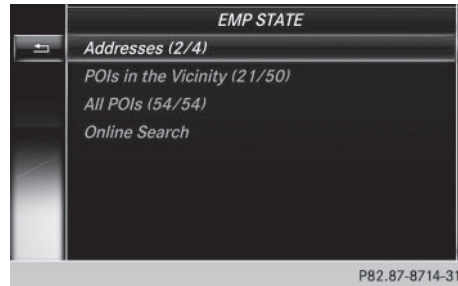 EMP STATE
Addresses (2/4)
POIs in the Vicinity (21/50)
All POIs (54/54)
Online Search
P82.87-8714-31